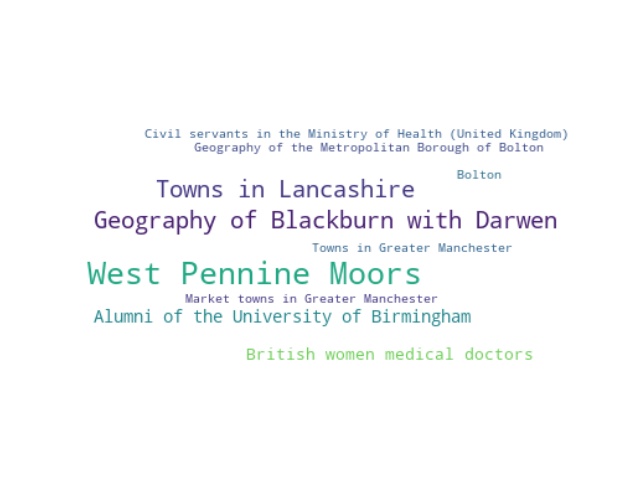 Civil servants in the Ministry of Health (United Kingdom)
Geography of the Metropolitan Borough of Bolton
Bolton
Towns in Lancashire
Geography of Blackburn with Darwen
Towns in Greater Manchester
West Pennine Moors
Market towns in Greater Manchester
Alumni of the University of Birmingham
British women medical doctors